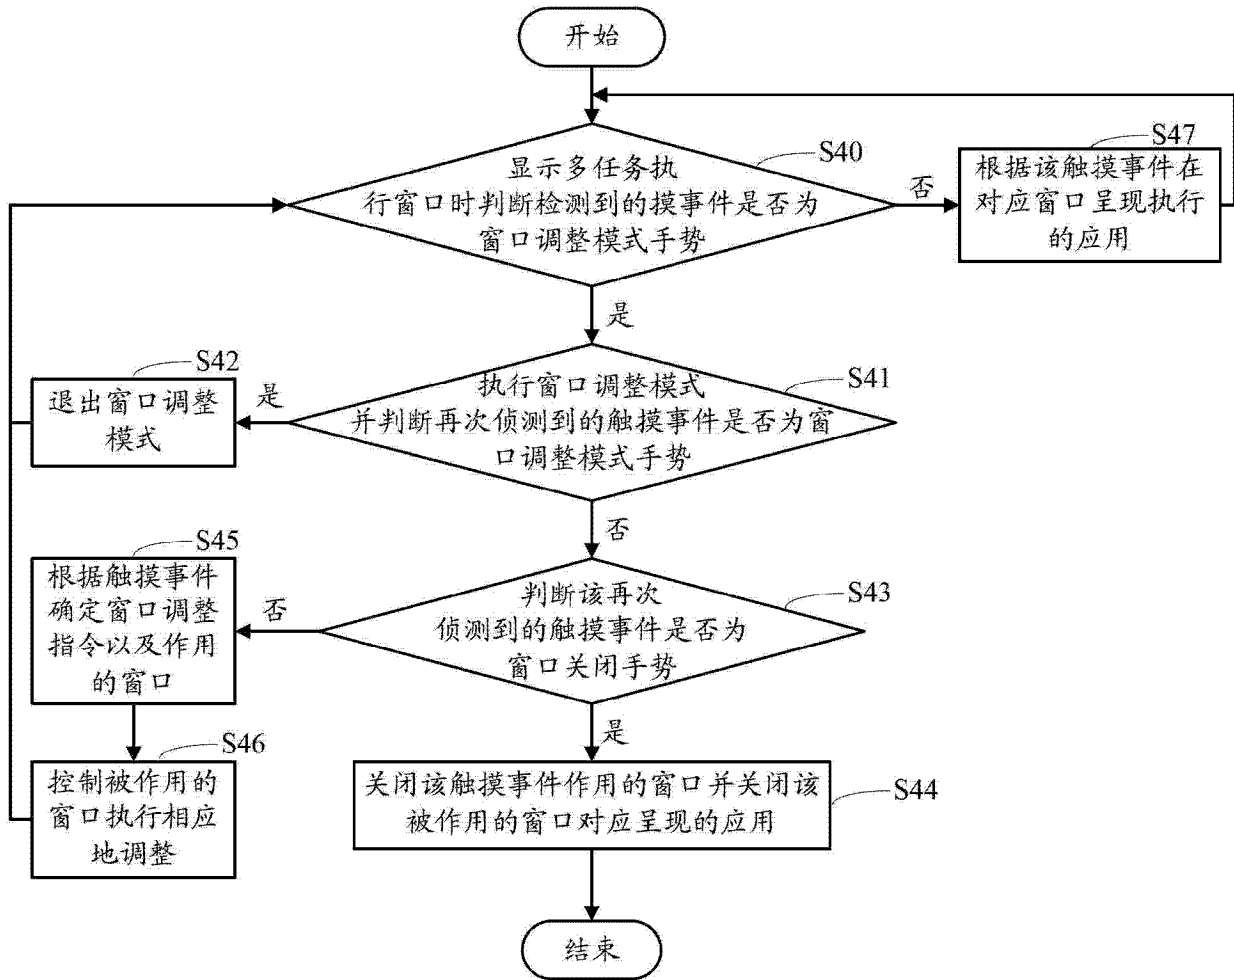 开始
S40
显示多任务执
行窗口时判断检测到的摸事件是否为
窗口调整模式手势
否
S47
根据该触摸事件在
对应窗口呈现执行
的应用
是
S41
执行窗口调整模式
并判断再次侦测到的触摸事件是否为窗
口调整模式手势
是
S42
退出窗口调整
模式
否
S43
判断该再次
侦测到的触摸事件是否为
窗口关闭手势
否
S45
根据触摸事件
确定窗口调整
指令以及作用
的窗口
S46
控制被作用的
窗口执行相应
地调整
是
关闭该触摸事件作用的窗口并关闭该
被作用的窗口对应呈现的应用
S44
结束